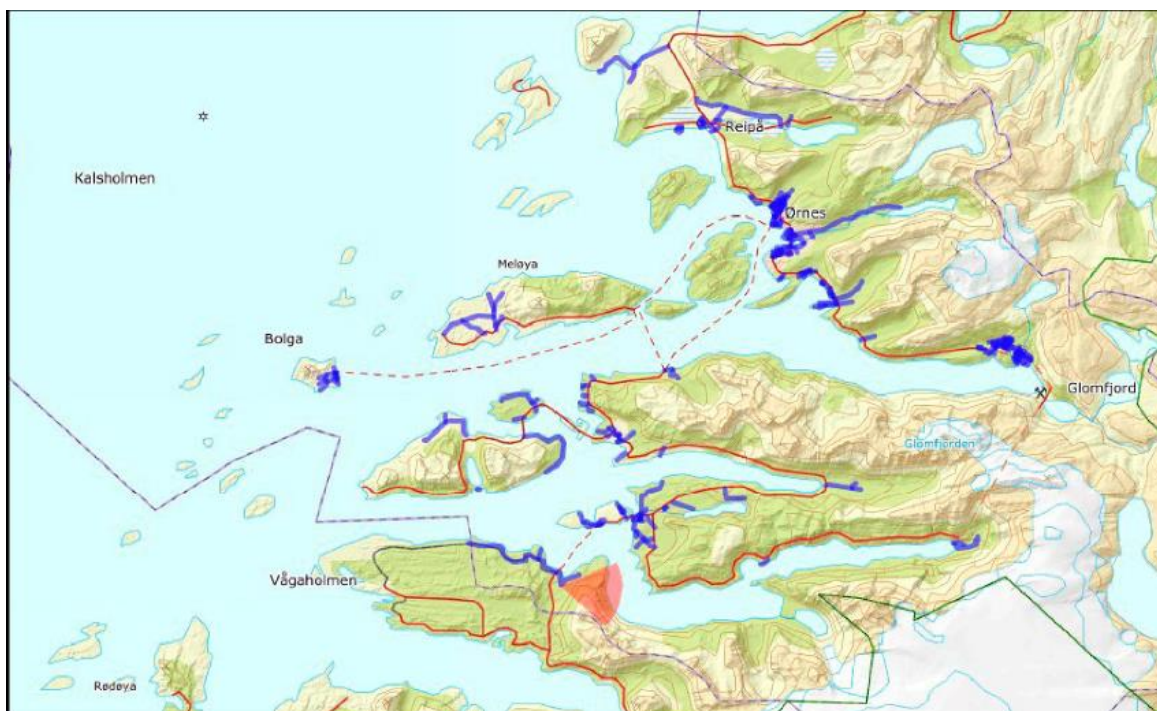 Reipå
Kalsholmen
Ørnes
Meløya
Bolga
Glomfjord
Glomfjorden
Vågaholmen
Rødøya